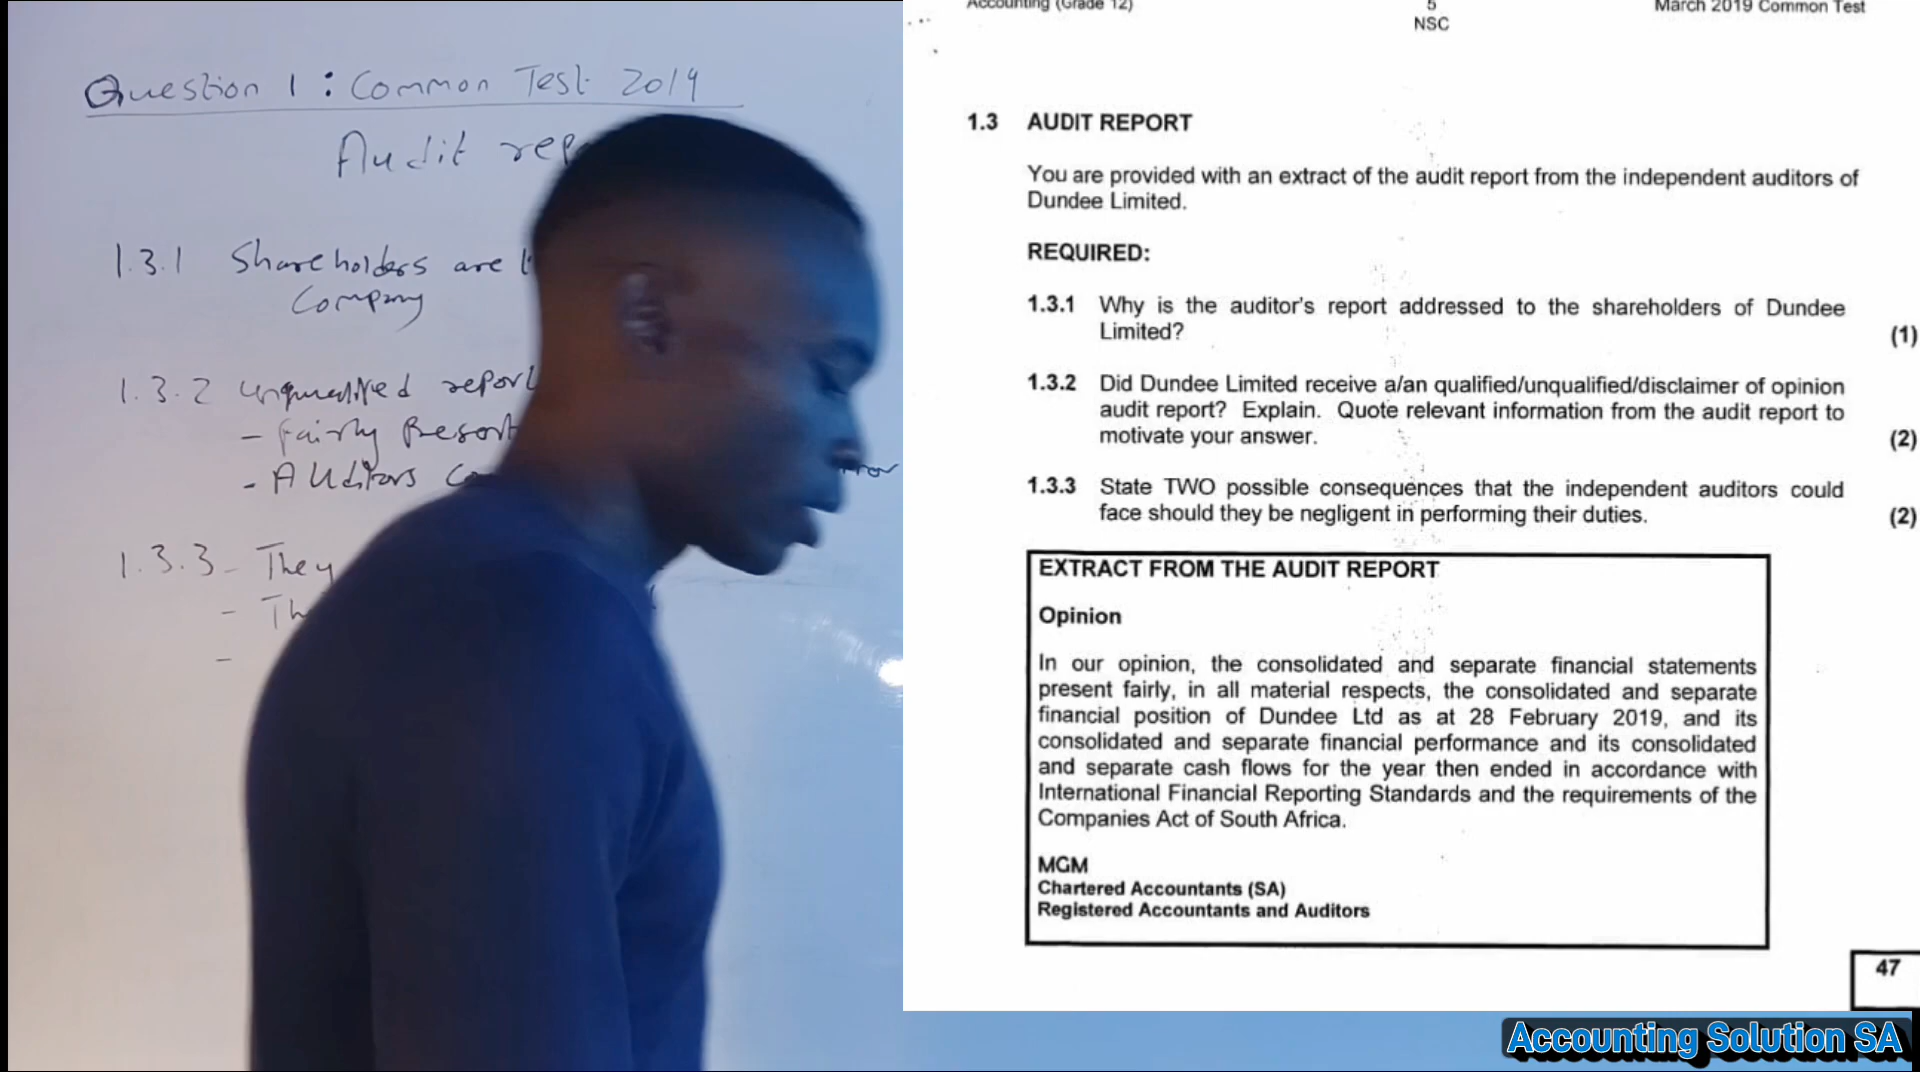 Question 1 : Common Test 2019
Audit
1.3.1 Shareholders are
Company
1.3.2 unqualified report
- Fairly
- Auditors
1.3.3 - They
-
-
Accounting (Grade 12)
5
NSC
March 2019 Common Test
1.3 AUDIT REPORT
You are provided with an extract of the audit report from the independent auditors of
Dundee Limited.
REQUIRED:
1.3.1 Why is the auditor's report addressed to the shareholders of Dundee
Limited?
(1)
1.3.2 Did Dundee Limited receive a/an qualified/unqualified/disclaimer of opinion
audit report? Explain. Quote relevant information from the audit report to
motivate your answer.
(2)
1.3.3 State TWO possible consequences that the independent auditors could
face should they be negligent in performing their duties.
(2)
EXTRACT FROM THE AUDIT REPORT
Opinion
In our opinion, the consolidated and separate financial statements
present fairly, in all material respects, the consolidated and separate
financial position of Dundee Ltd as at 28 February 2019, and its
consolidated and separate financial performance and its consolidated
and separate cash flows for the year then ended in accordance with
International Financial Reporting Standards and the requirements of the
Companies Act of South Africa.
MGM
Chartered Accountants (SA)
Registered Accountants and Auditors
47
Accounting Solution SA